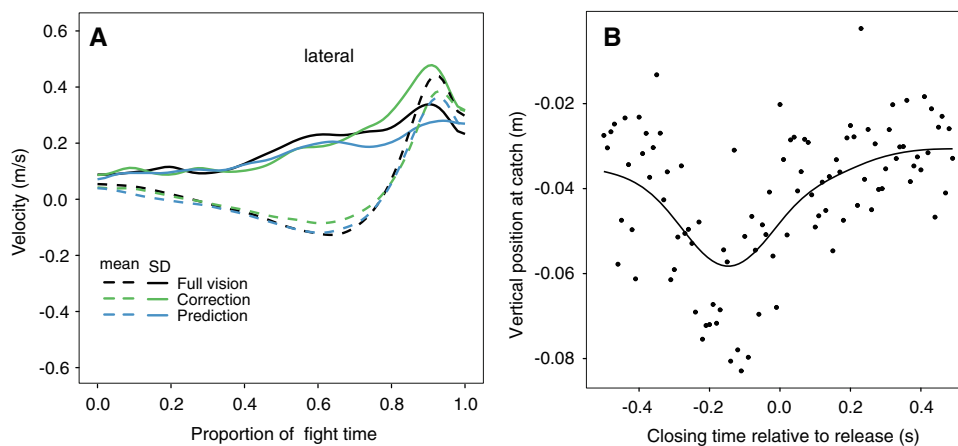 A
lateral
0.6
0.4
0.2
0.0
-0.2
-0.4
-0.6
Velocity (m/s)
mean SD
Full vision
Correction
Prediction
0.0 0.2 0.4 0.6 0.8 1.0
Proportion of fight time
B
-0.02
-0.04
-0.06
-0.08
Vertical position at catch (m)
-0.4 -0.2 0.0 0.2 0.4
Closing time relative to release (s)